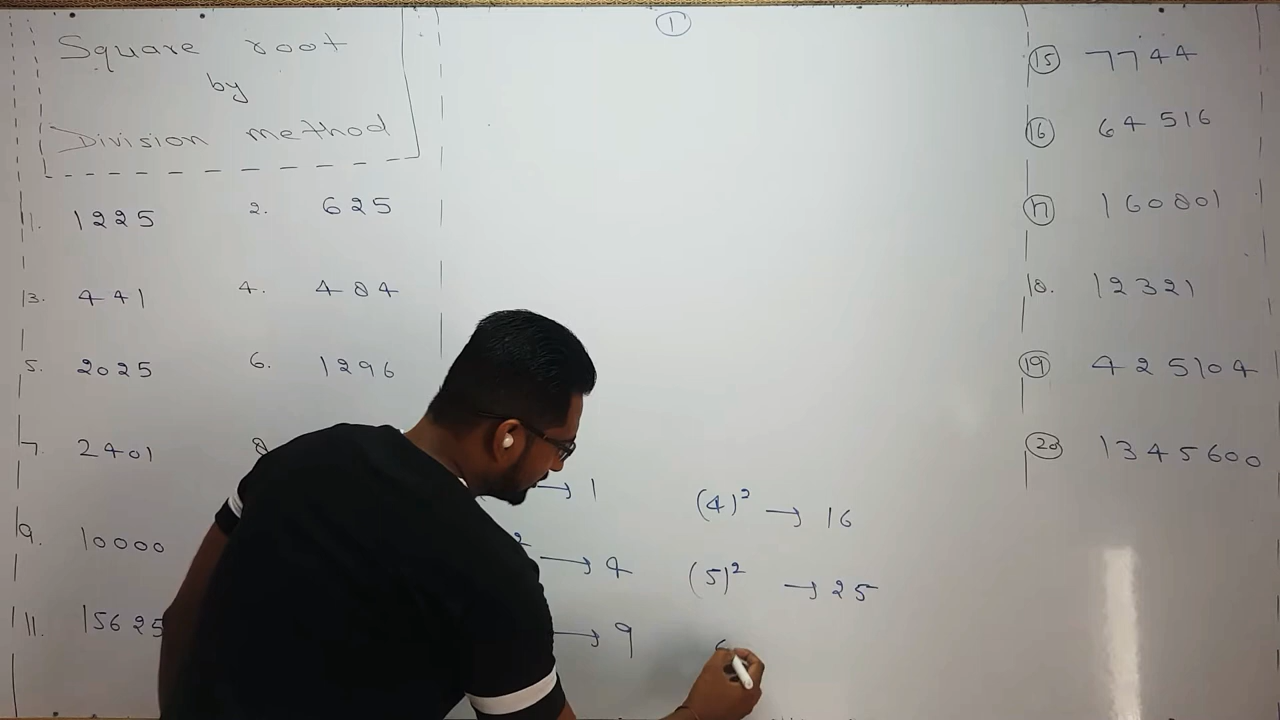 Square root
by
Division method
1. 1225 2. 625
3. 441 4. 484
5. 2025 6. 1296
7. 2401 8
9. 10000
11. 15625
①
→ 1
2 → 4
→ 9
(4)² → 16
(5)² → 25
⑮ 7744
⑯ 64516
⑰ 160801
18. 12321
⑲ 425104
⑳ 1345600